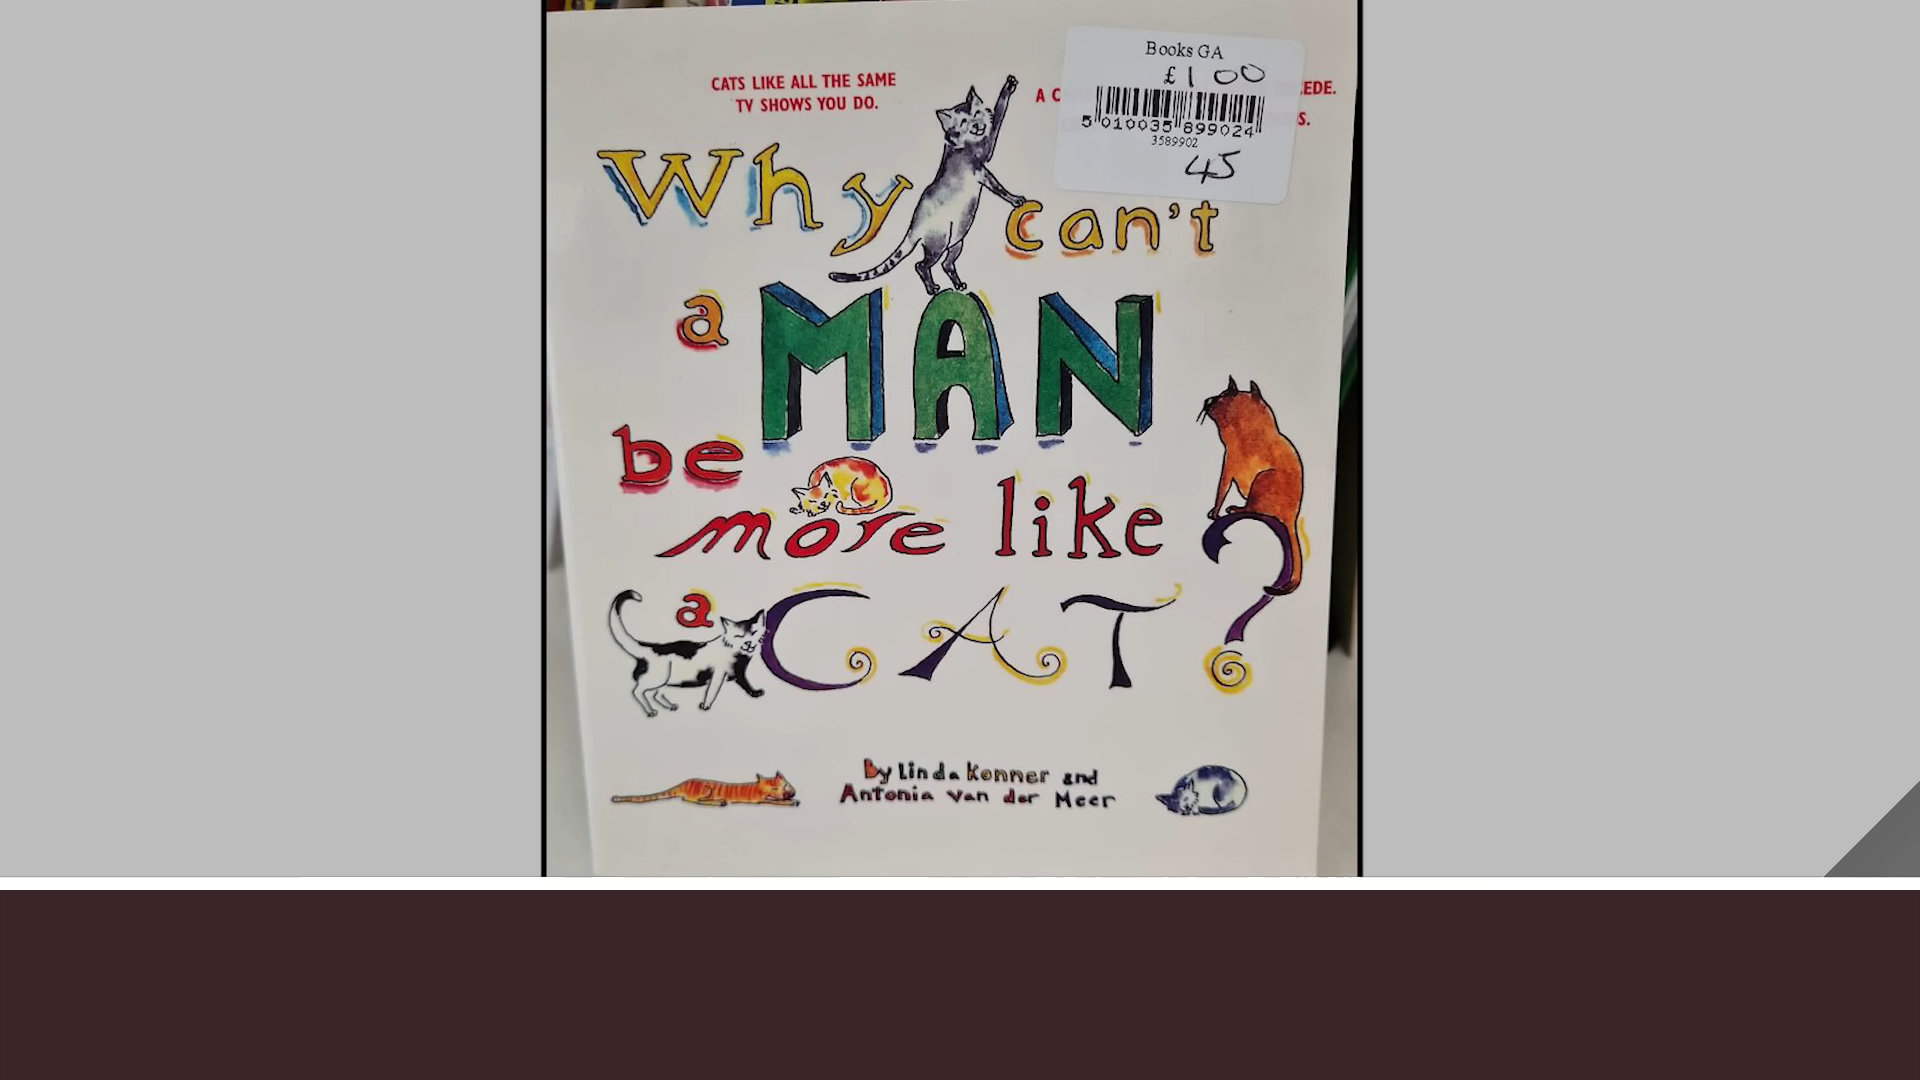 CATS LIKE ALL THE SAME
TV SHOWS YOU DO.
Books GA
£1 00
5 010035 899024
3589902
45
Why can't
a MAN
be
more like
a CAT?
By Linda Konner and
Antonia van der Meer